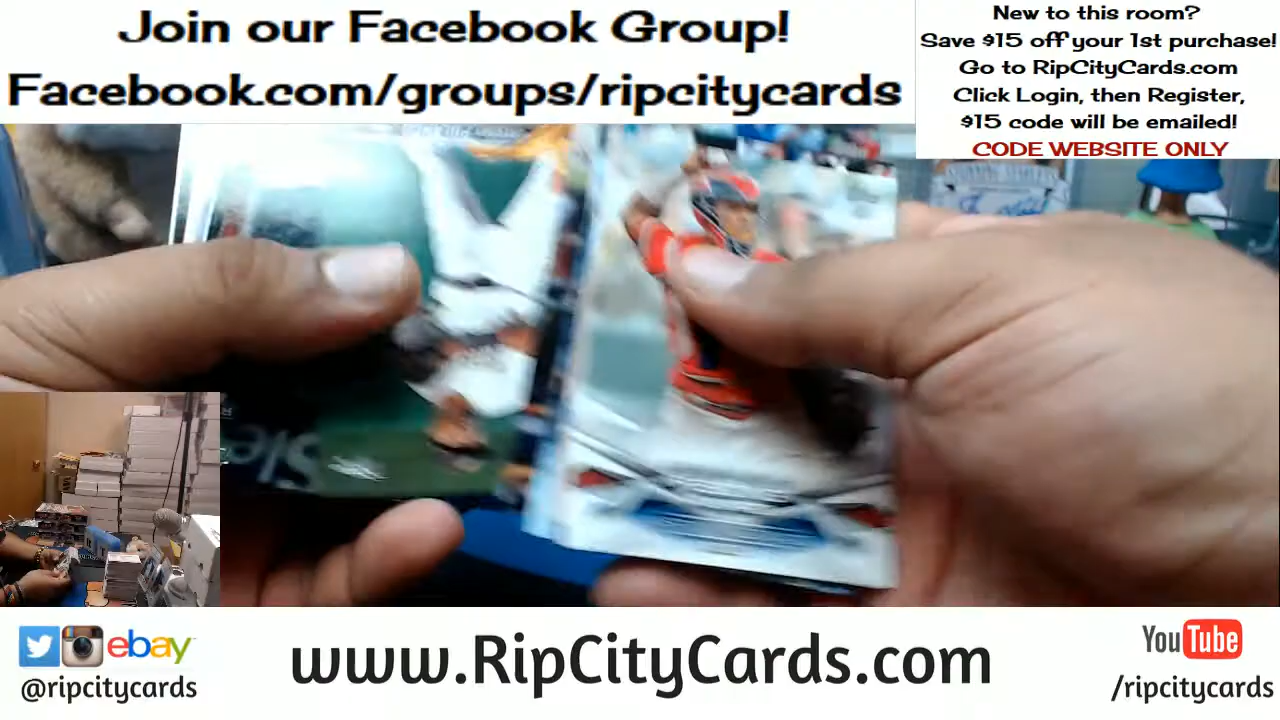 Join our Facebook Group!
Facebook.com/groups/ripcitycards
New to this room?
Save $15 off your 1st purchase!
Go to RipCityCards.com
Click Login, then Register,
$15 code will be emailed!
CODE WEBSITE ONLY
ebay
@ripcitycards
www.RipCityCards.com
YouTube
/ripcitycards